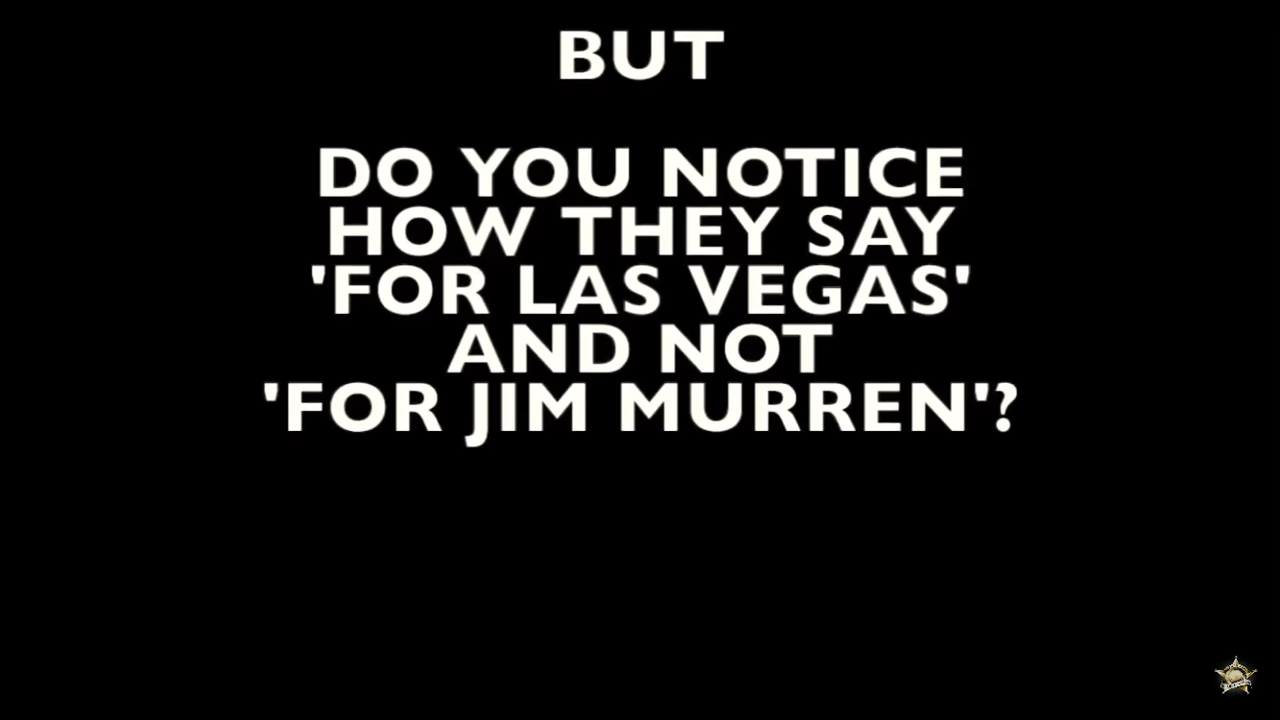 BUT
DO YOU NOTICE
HOW THEY SAY
'FOR LAS VEGAS'
AND NOT
'FOR JIM MURREN'?